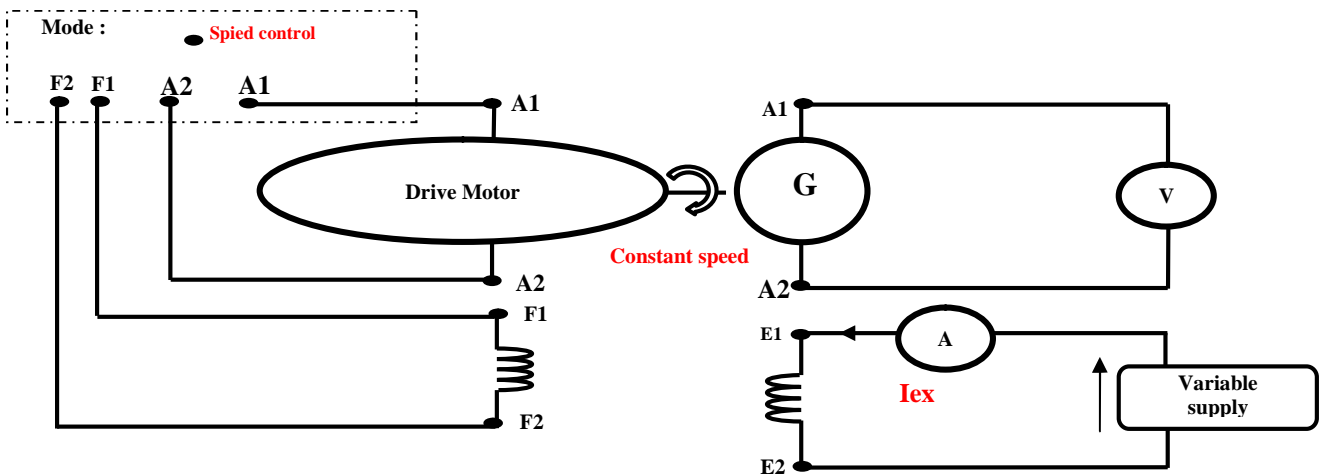 Mode :
Spied control
F2 F1 A2 A1
A1
A1
Drive Motor
G
V
Constant speed
A2
A2
F1
E1
A
Iex
Variable
supply
F2
E2